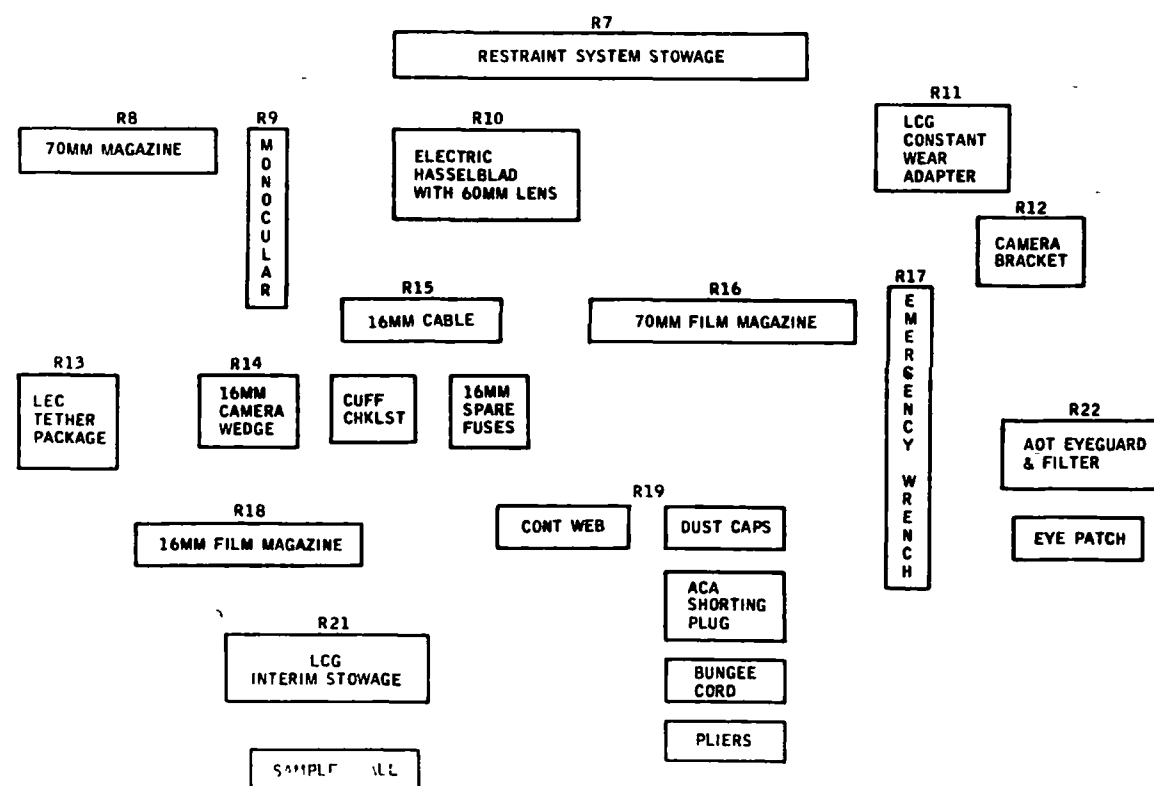 R7
RESTRAINT SYSTEM STOWAGE
R8
70MM MAGAZINE
R9
MONOCULAR
R10
ELECTRIC
HASSELBLAD
WITH 60MM LENS
R11
LCG
CONSTANT
WEAR
ADAPTER
R12
CAMERA
BRACKET
R15
16MM CABLE
R16
70MM FILM MAGAZINE
R17
EMERGENCY WRENCH
R13
LEC
TETHER
PACKAGE
R14
16MM
CAMERA
WEDGE
CUFF
CHKLST
16MM
SPARE
FUSES
R22
AOT EYEGUARD
& FILTER
EYE PATCH
R18
16MM FILM MAGAZINE
R19
CONT WEB
DUST CAPS
ACA
SHORTING
PLUG
BUNGEE
CORD
PLIERS
R21
LCG
INTERIM STOWAGE
SAMPLE